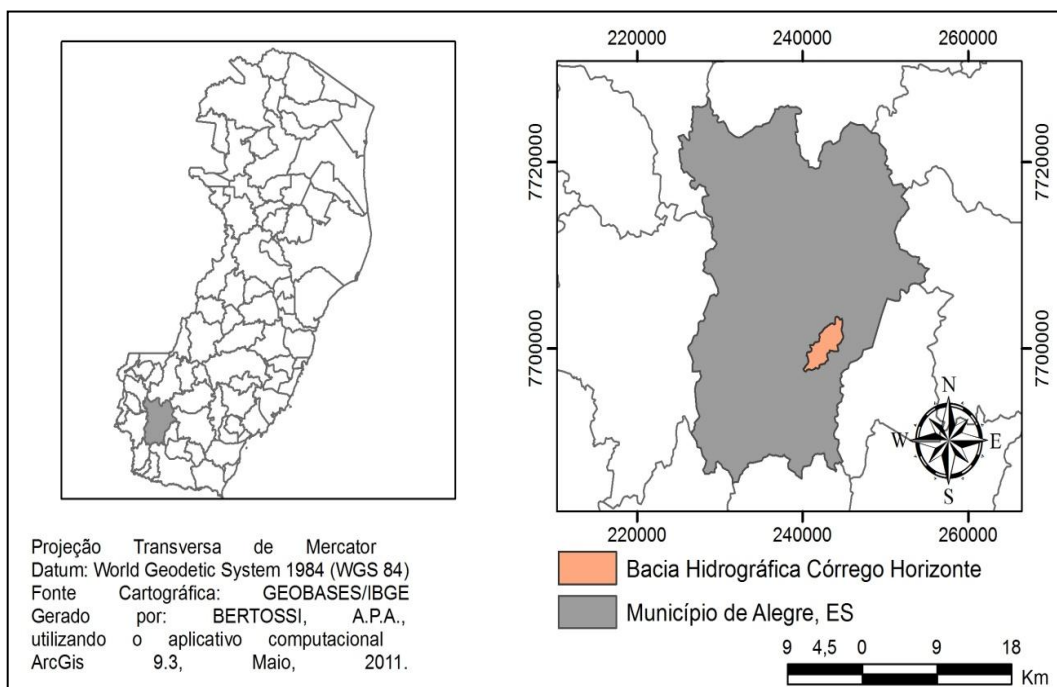 220000 240000 260000
7720000 7720000
7700000 7700000
N
W E
S
220000 240000 260000
Projeção Transversa de Mercator
Datum: World Geodetic System 1984 (WGS 84)
Fonte Cartográfica: GEOBASES/IBGE
Gerado por: BERTOSSI, A.P.A.,
utilizando o aplicativo computacional
ArcGis 9.3, Maio, 2011.
Bacia Hidrográfica Córrego Horizonte
Município de Alegre, ES
9 4,5 0 9 18
Km